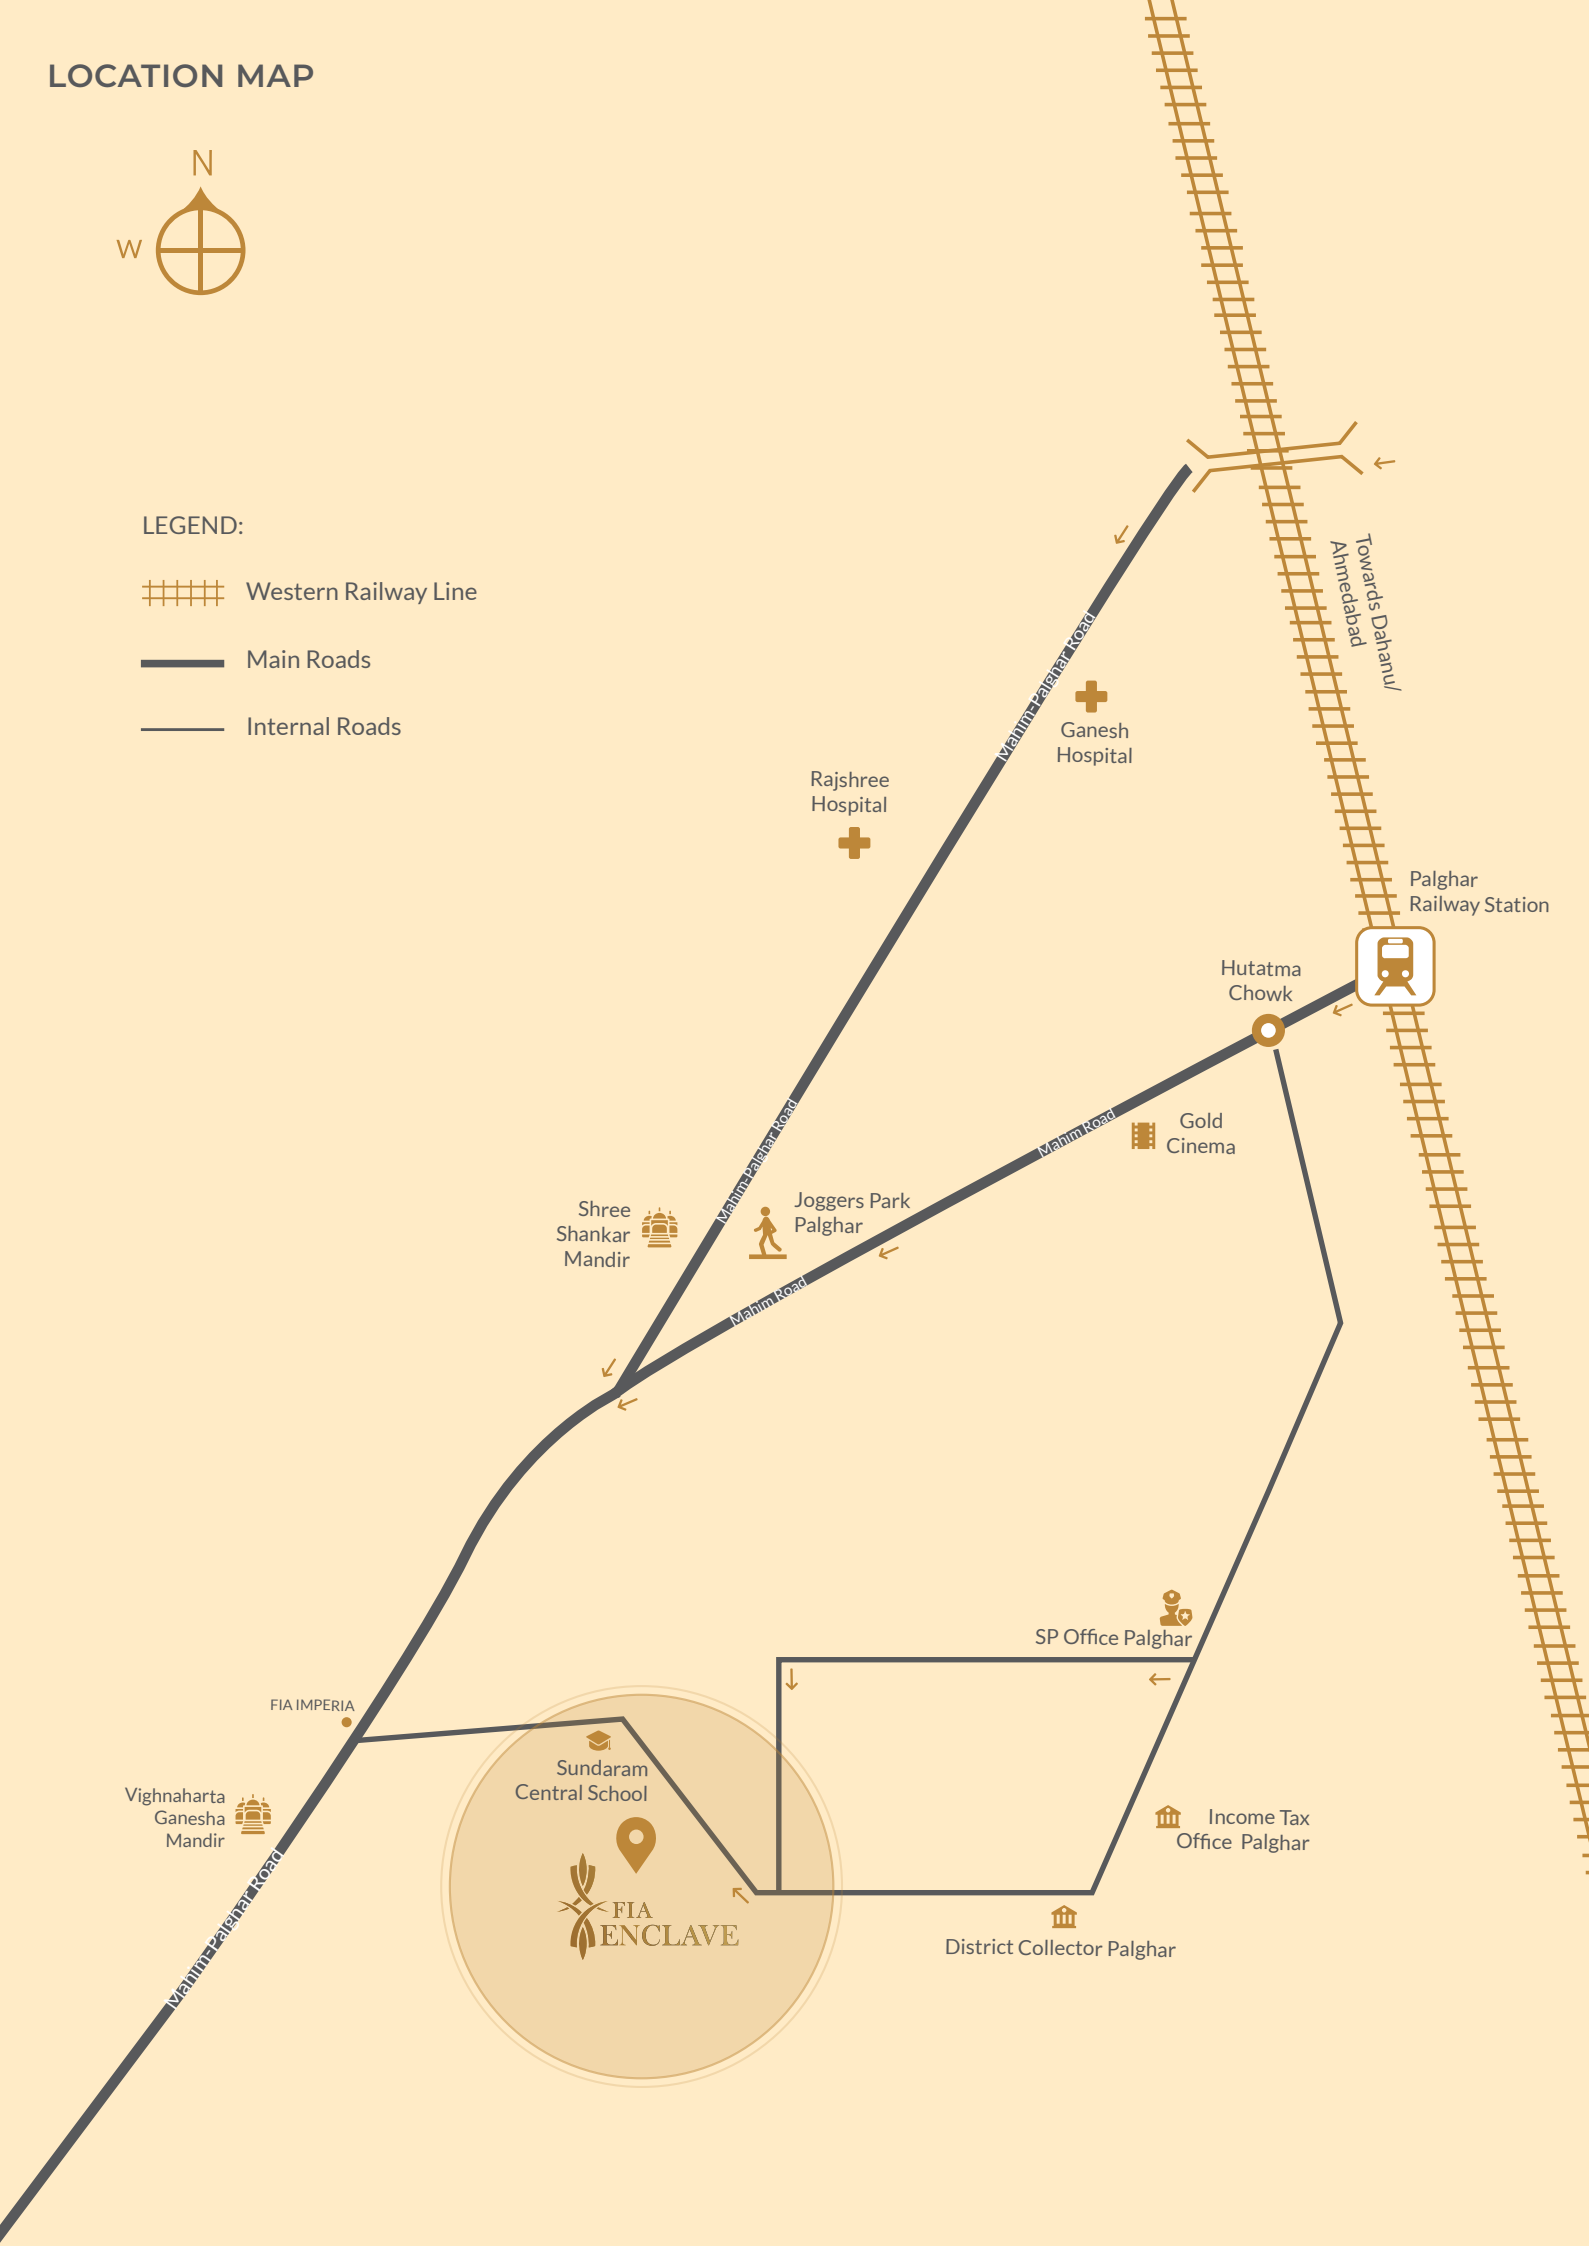 LOCATION MAP
N
W
LEGEND:
Western Railway Line
Main Roads
Internal Roads
Towards Dahanu/
Ahmedabad
Mahim-Palghar Road
Ganesh
Hospital
Rajshree
Hospital
Palghar
Railway Station
Hutatma
Chowk
Mahim Road
Gold
Cinema
Mahim-Palghar Road
Joggers Park
Palghar
Shree
Shankar
Mandir
Mahim Road
SP Office Palghar
FIA IMPERIA
Sundaram
Central School
Vighnaharta
Ganesha
Mandir
Income Tax
Office Palghar
Mahim-Palghar Road
FIA
ENCLAVE
District Collector Palghar